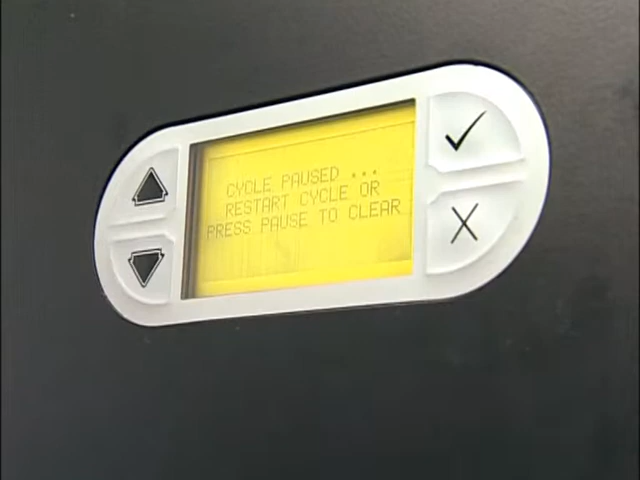 CYCLE PAUSED ...
RESTART CYCLE OR
PRESS PAUSE TO CLEAR